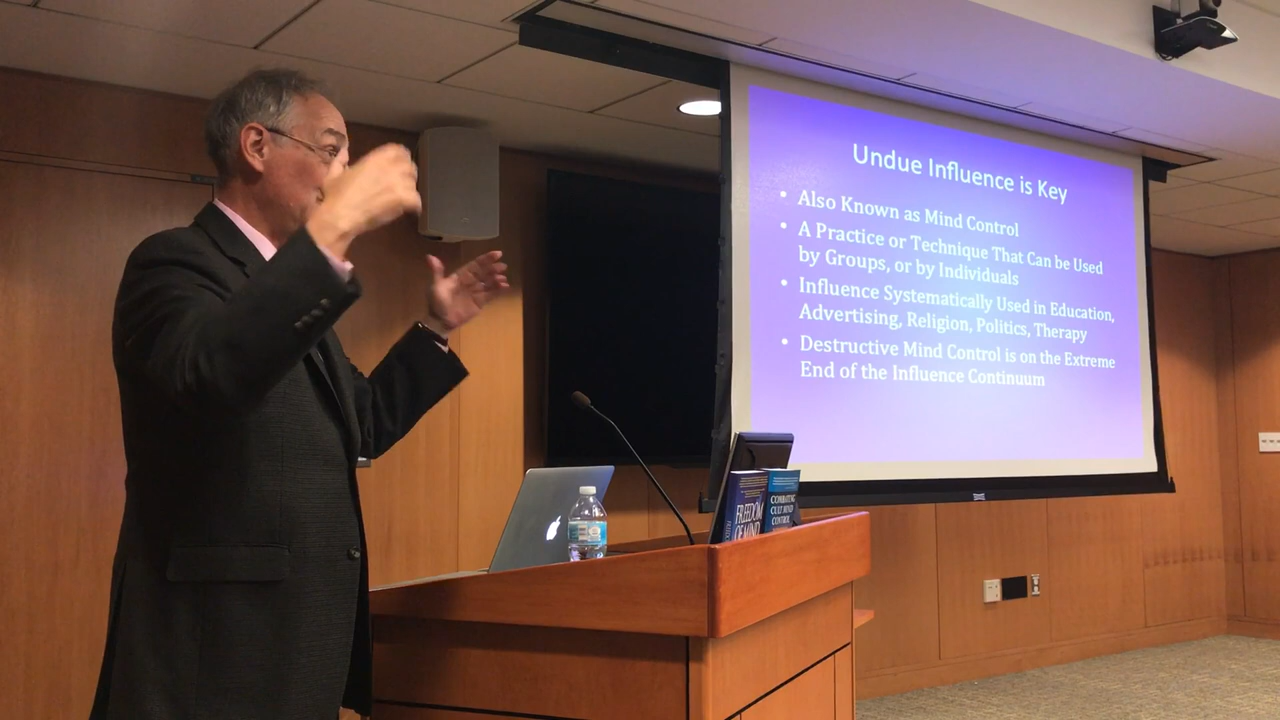 Undue Influence is Key
• Also Known as Mind Control
• A Practice or Technique That Can be Used
by Groups, or by Individuals
• Influence Systematically Used in Education,
Advertising, Religion, Politics, Therapy
• Destructive Mind Control is on the Extreme
End of the Influence Continuum
FREEDOM
OF MIND
COMBATING
CULT MIND
CONTROL